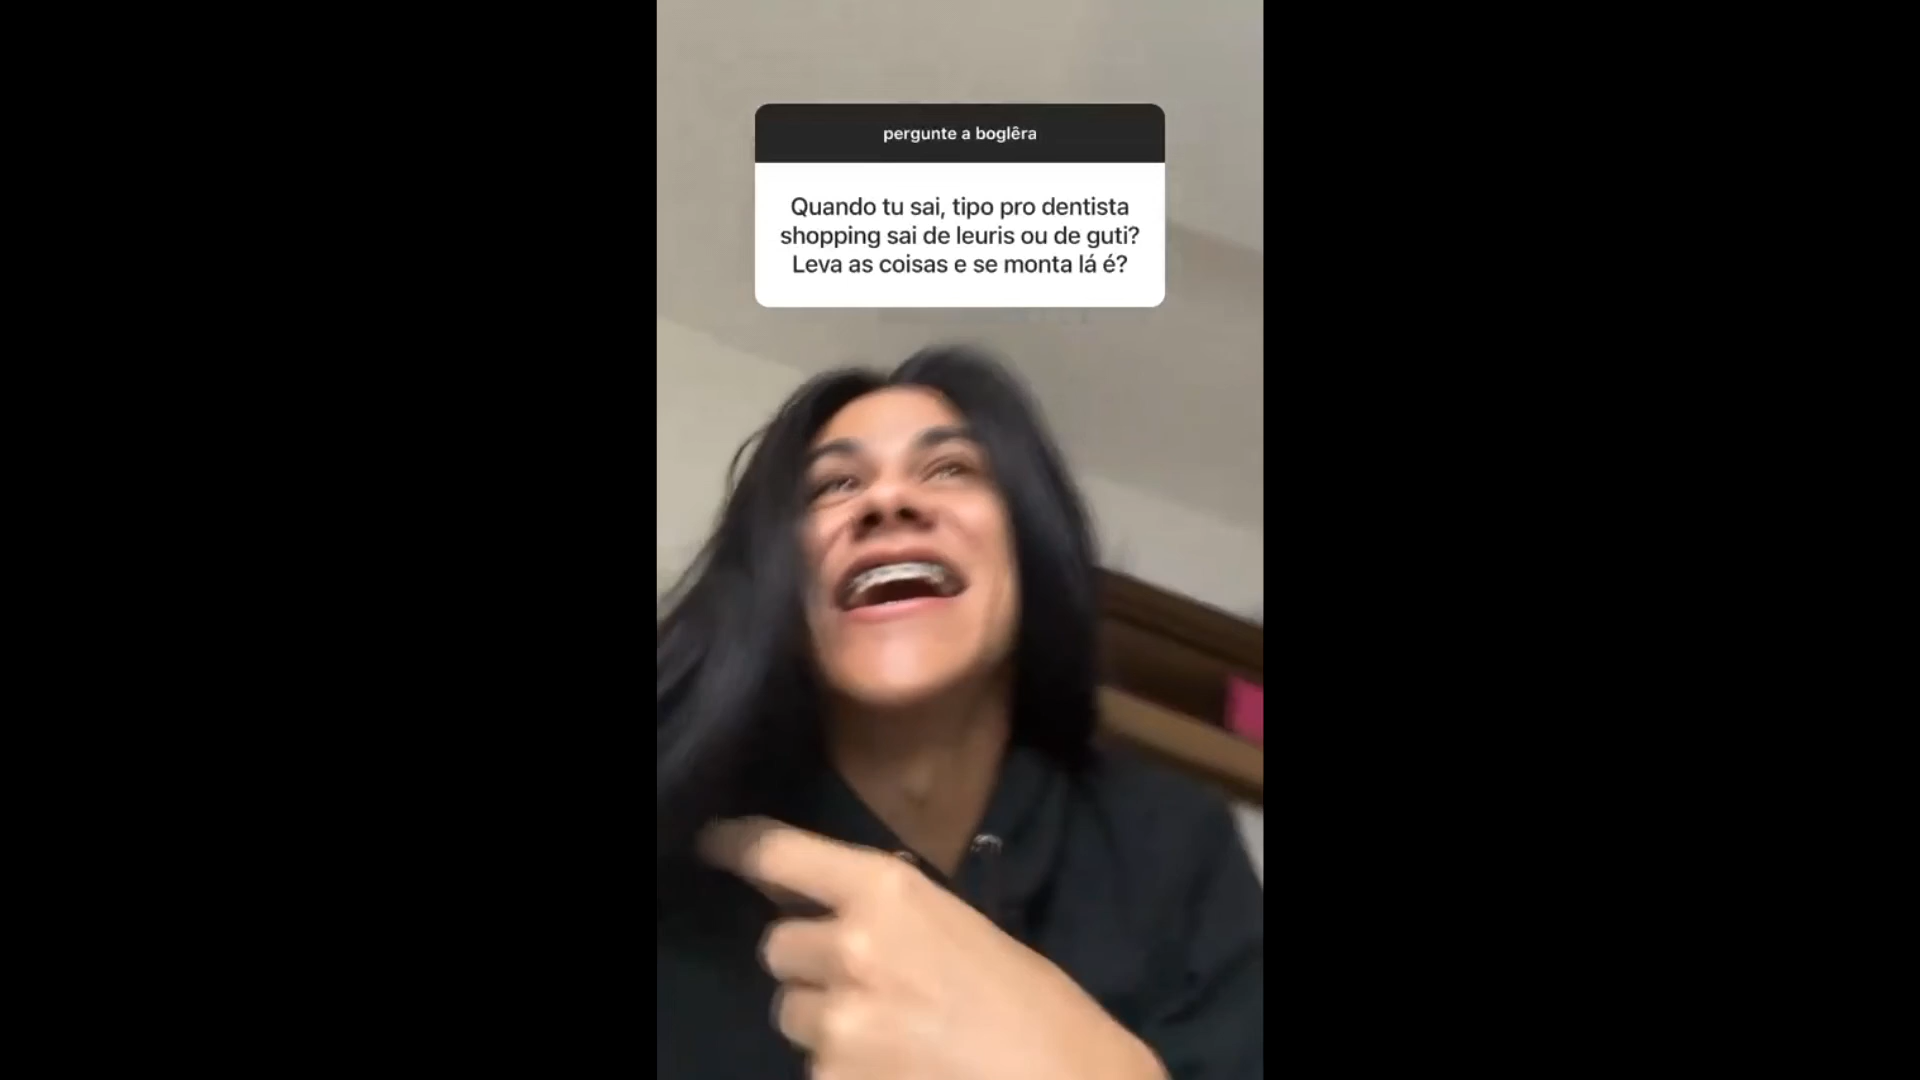 pergunte a boglêra
Quando tu sai, tipo pro dentista
shopping sai de leuris ou de guti?
Leva as coisas e se monta lá é?